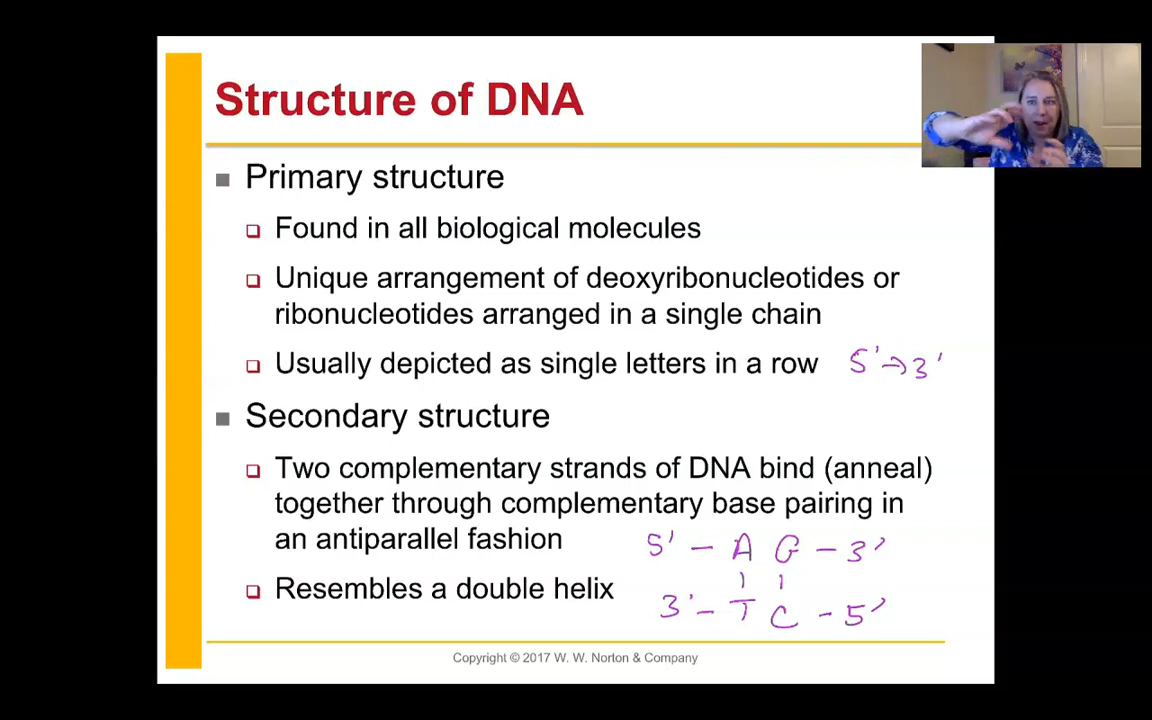 Structure of DNA
Primary structure
Found in all biological molecules
Unique arrangement of deoxyribonucleotides or
ribonucleotides arranged in a single chain
Usually depicted as single letters in a row 5'→3'
Secondary structure
Two complementary strands of DNA bind (anneal)
together through complementary base pairing in
an antiparallel fashion
5' - A G - 3'
Resembles a double helix
3' - T C - 5'
Copyright © 2017 W. W. Norton & Company